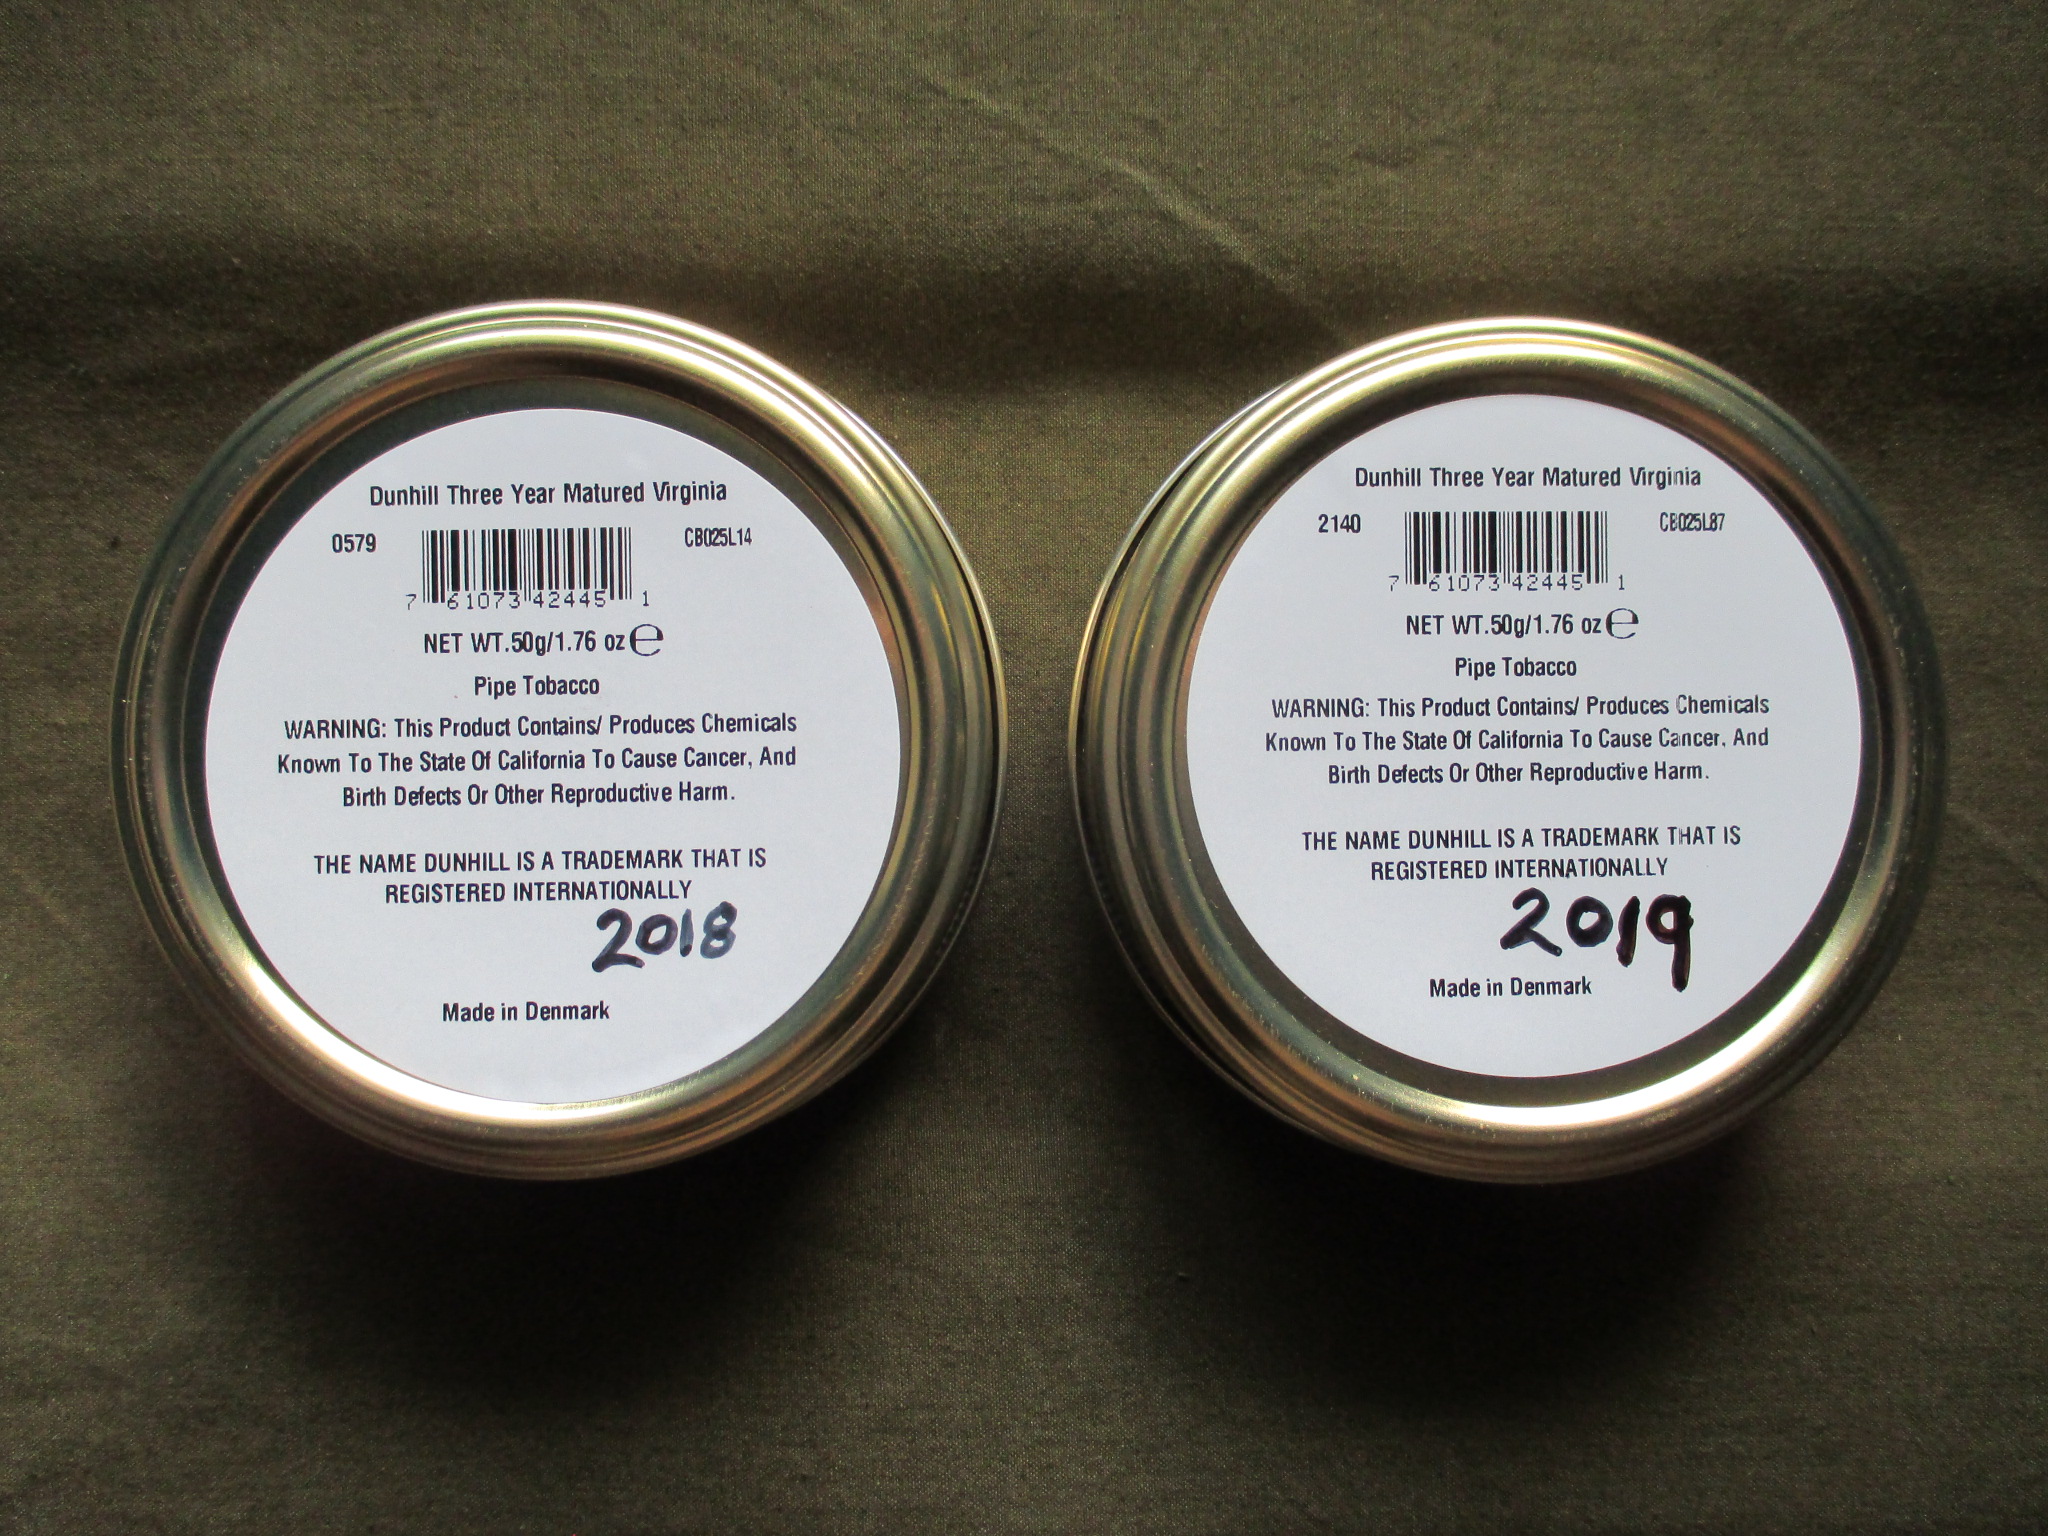 Dunhill Three Year Matured Virginia
0579 CB025L14
7 61073 42445 1
NET WT.50g/1.76 oz ℮
Pipe Tobacco
WARNING: This Product Contains/ Produces Chemicals
Known To The State Of California To Cause Cancer, And
Birth Defects Or Other Reproductive Harm.
THE NAME DUNHILL IS A TRADEMARK THAT IS
REGISTERED INTERNATIONALLY
2018
Made in Denmark
Dunhill Three Year Matured Virginia
2140 CB025L87
7 61073 42445 1
NET WT.50g/1.76 oz ℮
Pipe Tobacco
WARNING: This Product Contains/ Produces Chemicals
Known To The State Of California To Cause Cancer, And
Birth Defects Or Other Reproductive Harm.
THE NAME DUNHILL IS A TRADEMARK THAT IS
REGISTERED INTERNATIONALLY
2019
Made in Denmark